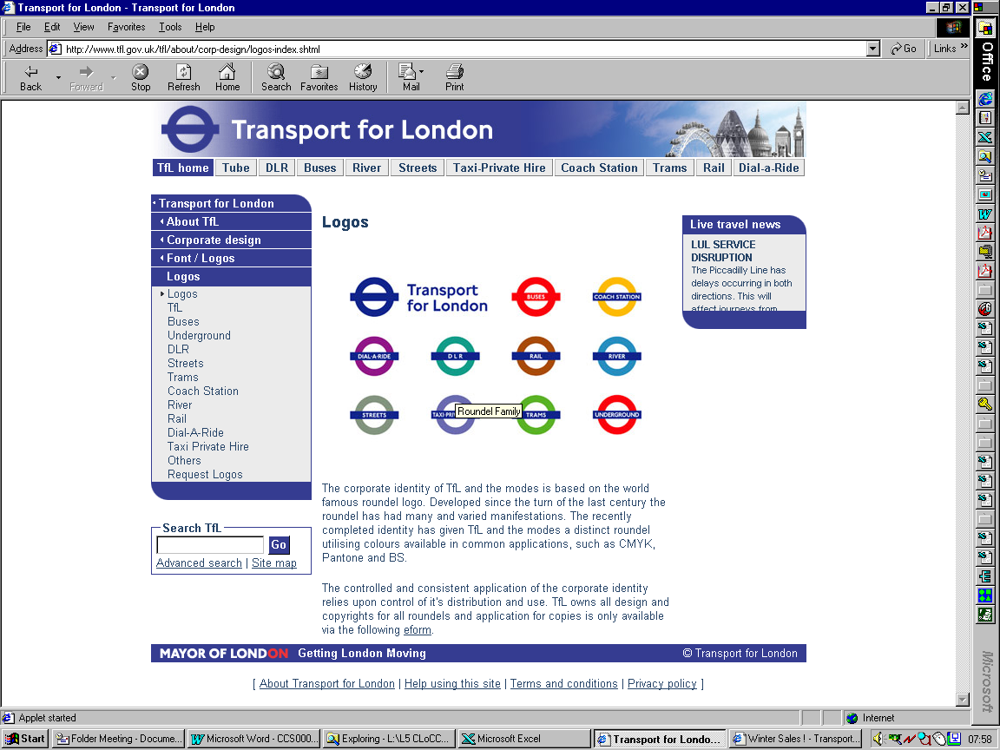 Transport for London - Transport for London
File Edit View Favorites Tools Help
Address http://www.tfl.gov.uk/tfl/about/corp-design/logos-index.shtml Go Links »
Back Forward Stop Refresh Home Search Favorites History Mail Print
Office
Transport for London
TfL home Tube DLR Buses River Streets Taxi-Private Hire Coach Station Trams Rail Dial-a-Ride
Transport for London
About TfL
Corporate design
Font / Logos
Logos
Logos
TfL
Buses
Underground
DLR
Streets
Trams
Coach Station
River
Rail
Dial-A-Ride
Taxi Private Hire
Others
Request Logos
Search TfL
Go
Advanced search | Site map
Logos
Transport
for London
BUSES COACH STATION
DIAL-A-RIDE DLR RAIL RIVER
STREETS TAXI-PRI Roundel Family TRAMS UNDERGROUND
The corporate identity of TfL and the modes is based on the world
famous roundel logo. Developed since the turn of the last century the
roundel has had many and varied manifestations. The recently
completed identity has given TfL and the modes a distinct roundel
utilising colours available in common applications, such as CMYK,
Pantone and BS.
The controlled and consistent application of the corporate identity
relies upon control of it's distribution and use. TfL owns all design and
copyrights for all roundels and application for copies is only available
via the following eform.
Live travel news
LUL SERVICE
DISRUPTION
The Piccadilly Line has
delays occurring in both
directions. This will
affect journeys from
MAYOR OF LONDON Getting London Moving © Transport for London
[ About Transport for London | Help using this site | Terms and conditions | Privacy policy ]
Microsoft
Applet started Internet
Start Folder Meeting - Docume... Microsoft Word - CCS000... Exploring - L:\L5 CLoCC... Microsoft Excel Transport for Londo... Winter Sales ! - Transport... 07:58